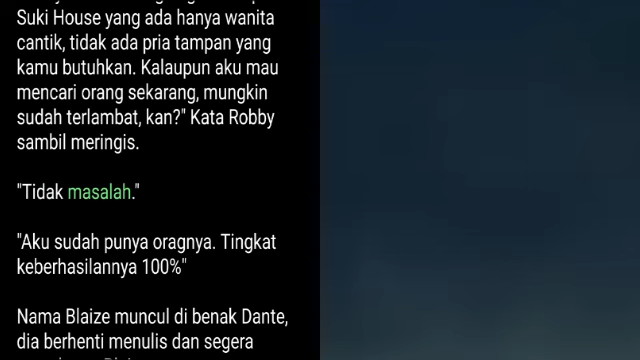 Suki House yang ada hanya wanita
cantik, tidak ada pria tampan yang
kamu butuhkan. Kalaupun aku mau
mencari orang sekarang, mungkin
sudah terlambat, kan?" Kata Robby
sambil meringis.
"Tidak masalah."
"Aku sudah punya oragnya. Tingkat
keberhasilannya 100%"
Nama Blaize muncul di benak Dante,
dia berhenti menulis dan segera